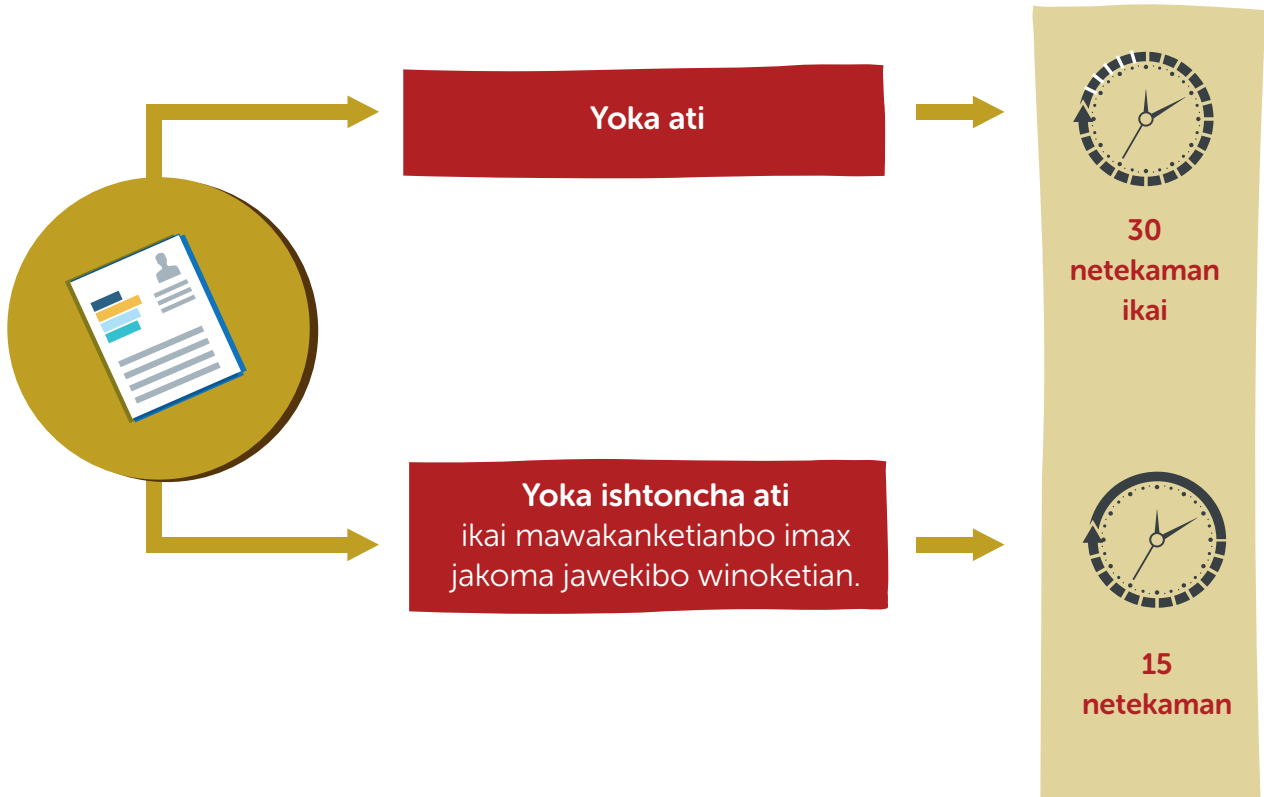 Yoka ati
30
netekaman
ikai
Yoka ishtoncha ati
ikai mawakanketianbo imax
jakoma jawekibo winoketian.
15
netekaman